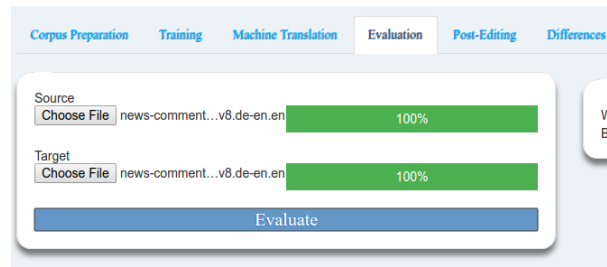 Corpus Preparation Training Machine Translation Evaluation Post-Editing Differences
Source
Choose File news-comment…v8.de-en.en 100%
Target
Choose File news-comment…v8.de-en.en 100%
Evaluate